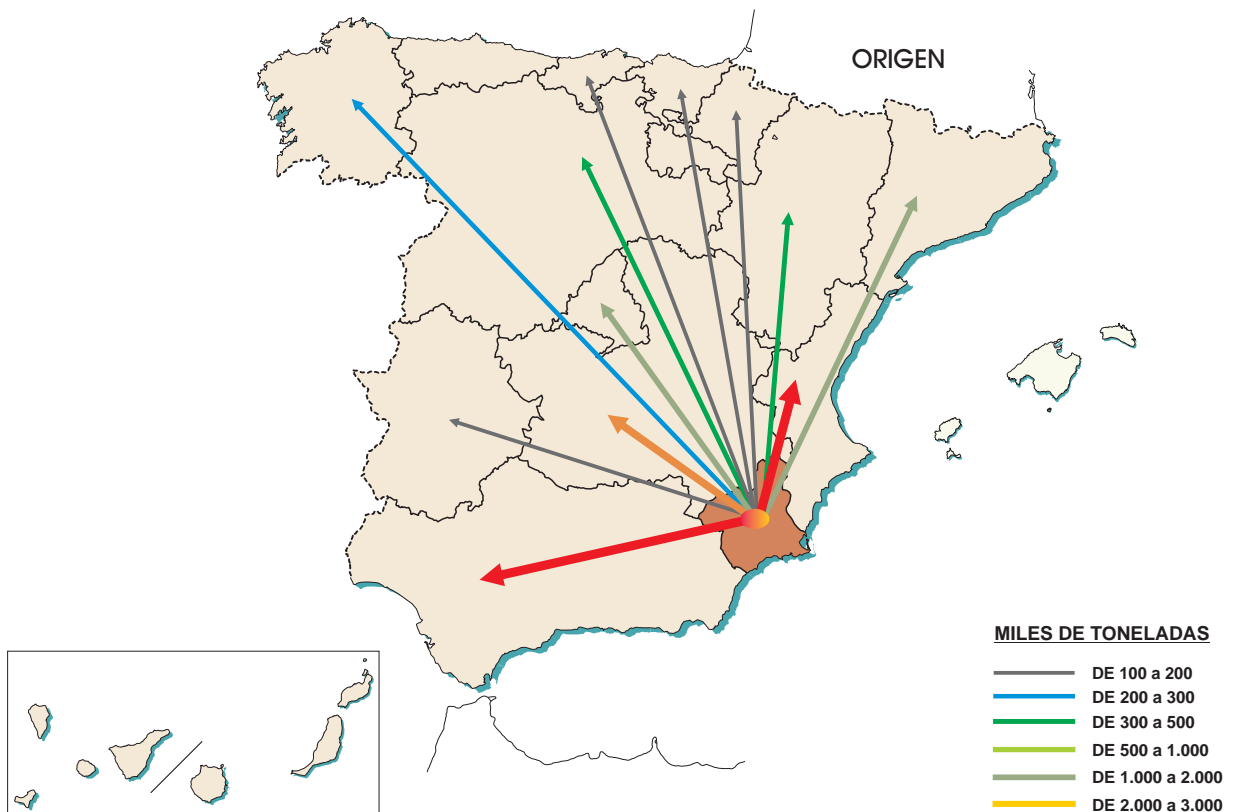 ORIGEN
MILES DE TONELADAS
DE 100 a 200
DE 200 a 300
DE 300 a 500
DE 500 a 1.000
DE 1.000 a 2.000
DE 2.000 a 3.000